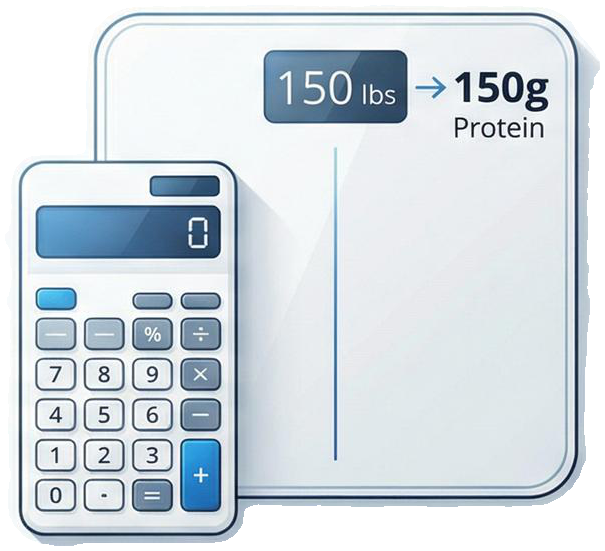 150 lbs → 150g
Protein
0
— — % ÷
7 8 9 ×
4 5 6 −
1 2 3 +
0 . =